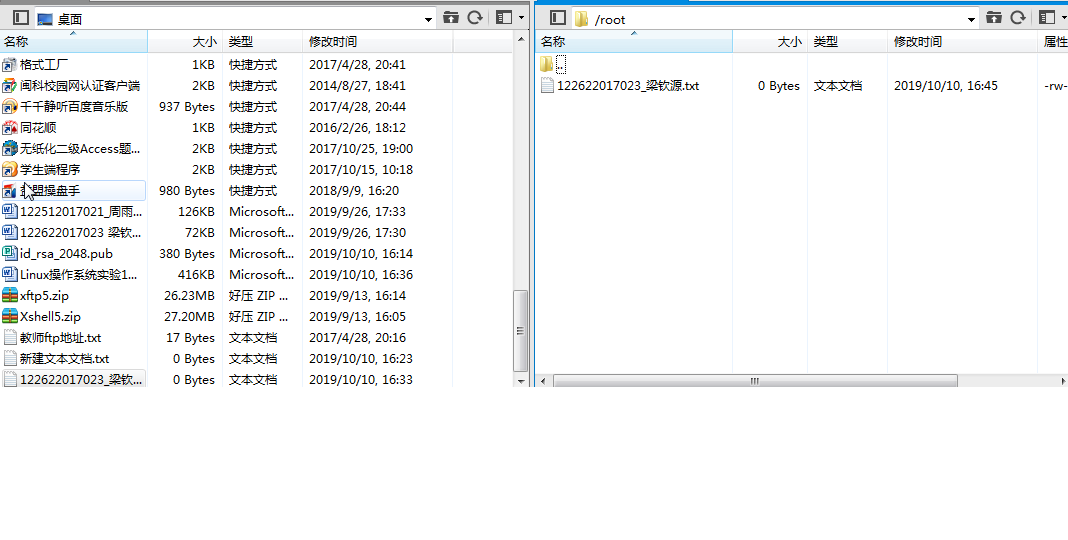 桌面
名称 大小 类型 修改时间
格式工厂 1KB 快捷方式 2017/4/28, 20:41
闽科校园网认证客户端 2KB 快捷方式 2014/8/27, 18:41
千千静听百度音乐版 937 Bytes 快捷方式 2017/4/28, 20:44
同花顺 1KB 快捷方式 2016/2/26, 18:12
无纸化二级Access题... 2KB 快捷方式 2017/10/25, 19:00
学生端程序 2KB 快捷方式 2017/10/15, 10:18
盟操盘手 980 Bytes 快捷方式 2018/9/9, 16:20
122512017021_周雨... 126KB Microsoft... 2019/9/26, 17:33
122622017023 梁钦... 72KB Microsoft... 2019/9/26, 17:30
id_rsa_2048.pub 380 Bytes Microsoft... 2019/10/10, 16:14
Linux操作系统实验1... 416KB Microsoft... 2019/10/10, 16:36
xftp5.zip 26.23MB 好压 ZIP ... 2019/9/13, 16:14
Xshell5.zip 27.20MB 好压 ZIP ... 2019/9/13, 16:05
教师ftp地址.txt 17 Bytes 文本文档 2017/4/28, 20:16
新建文本文档.txt 0 Bytes 文本文档 2019/10/10, 16:23
122622017023_梁钦... 0 Bytes 文本文档 2019/10/10, 16:33
/root
名称 大小 类型 修改时间 属性
..
122622017023_梁钦源.txt 0 Bytes 文本文档 2019/10/10, 16:45 -rw-